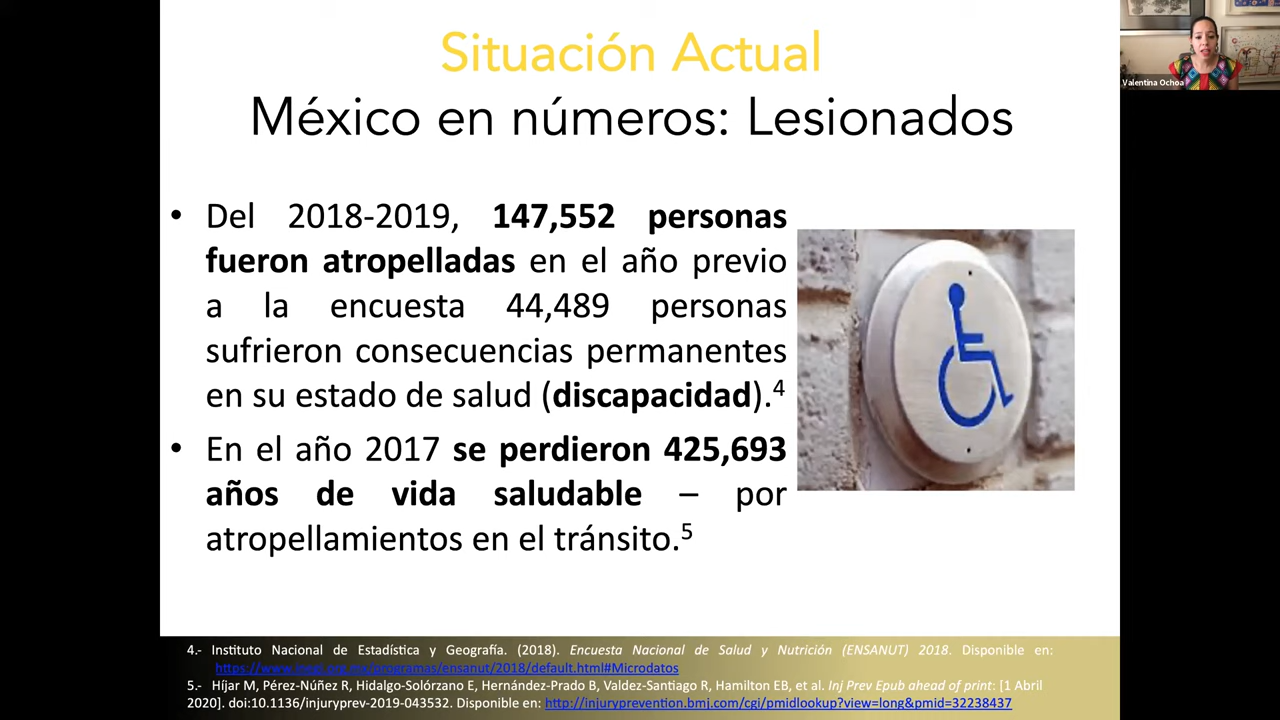 Situación Actual
México en números: Lesionados
Valentina Ochoa
• Del 2018-2019, 147,552 personas
fueron atropelladas en el año previo
a la encuesta 44,489 personas
sufrieron consecuencias permanentes
en su estado de salud (discapacidad).4
• En el año 2017 se perdieron 425,693
años de vida saludable – por
atropellamientos en el tránsito.5
4.- Instituto Nacional de Estadística y Geografía. (2018). Encuesta Nacional de Salud y Nutrición (ENSANUT) 2018. Disponible en:
https://www.inegi.org.mx/programas/ensanut/2018/default.html#Microdatos
5.- Híjar M, Pérez-Núñez R, Hidalgo-Solórzano E, Hernández-Prado B, Valdez-Santiago R, Hamilton EB, et al. Inj Prev Epub ahead of print: [1 Abril
2020]. doi:10.1136/injuryprev-2019-043532. Disponible en: http://injuryprevention.bmj.com/cgi/pmidlookup?view=long&pmid=32238437